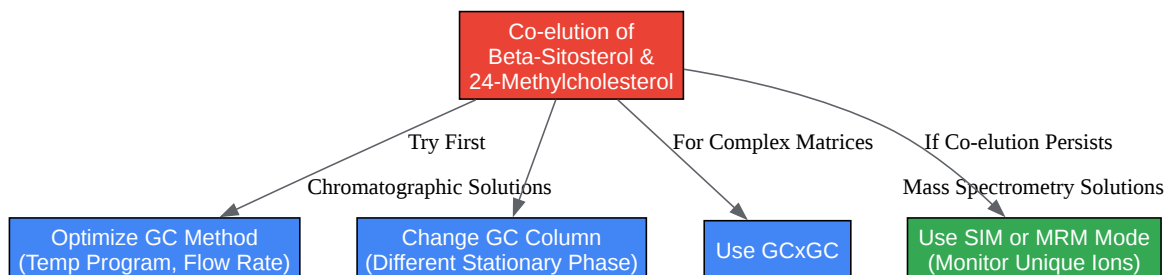 Co-elution of
Beta-Sitosterol &
24-Methylcholesterol
Try First
For Complex Matrices
If Co-elution Persists
Chromatographic Solutions
Mass Spectrometry Solutions
Optimize GC Method
(Temp Program, Flow Rate)
Change GC Column
(Different Stationary Phase)
Use GCxGC
Use SIM or MRM Mode
(Monitor Unique Ions)